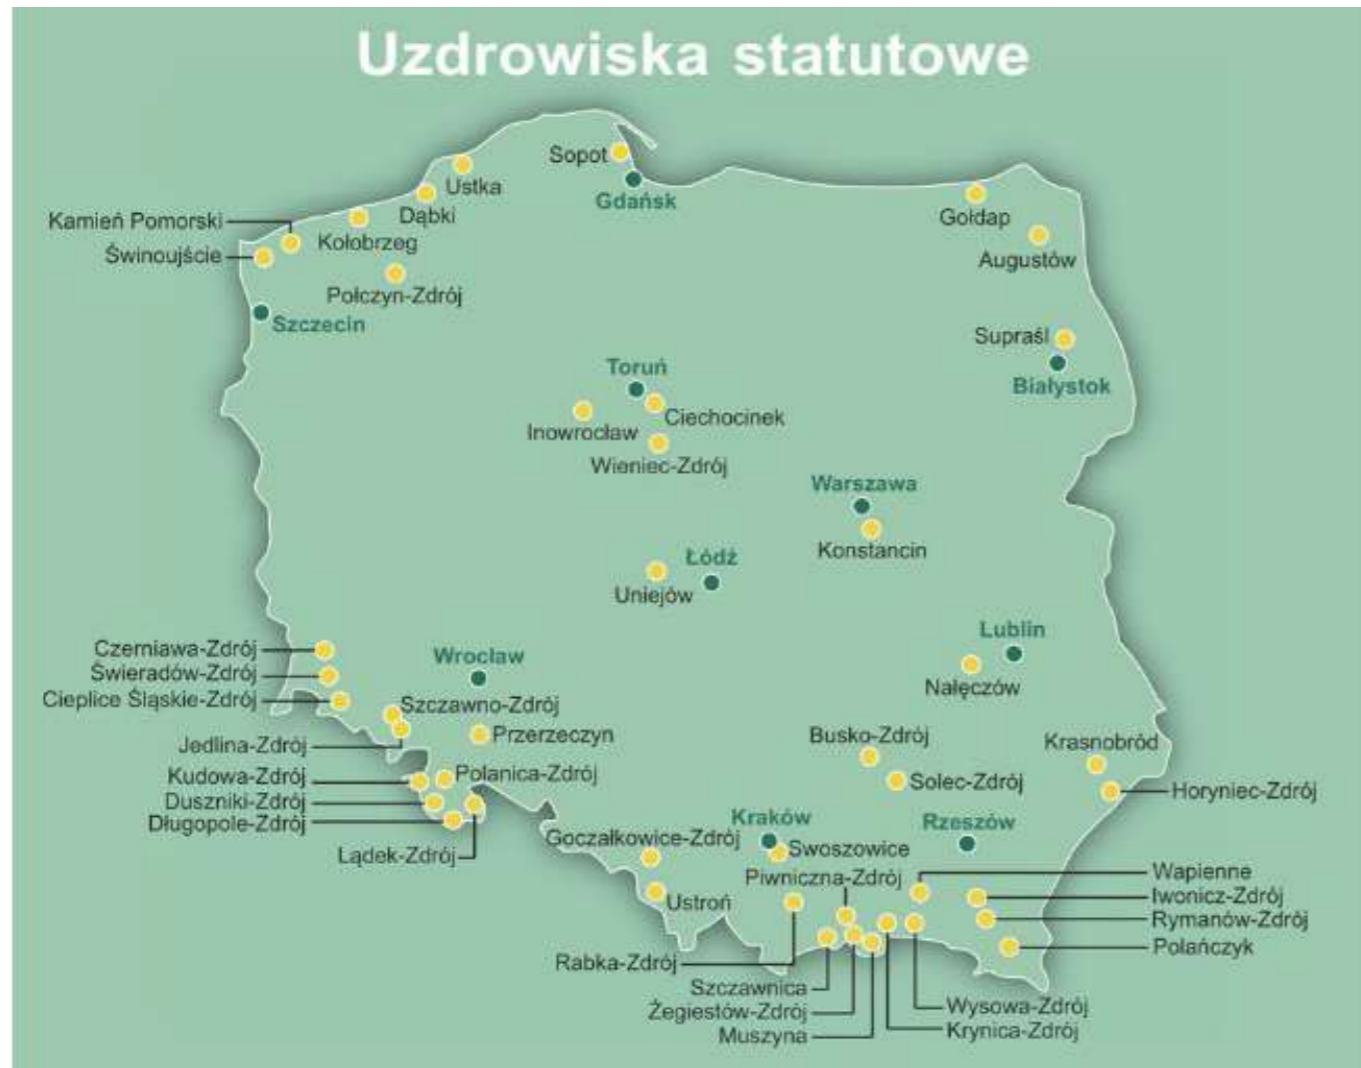 Uzdrowiska statutowe
Sopot
Ustka
Gdańsk
Dąbki
Gołdap
Kamień Pomorski
Kołobrzeg
Świnoujście
Augustów
Połczyn-Zdrój
Szczecin
Supraśl
Toruń
Białystok
Ciechocinek
Inowrocław
Wieniec-Zdrój
Warszawa
Konstancin
Łódź
Uniejów
Lublin
Czerniawa-Zdrój
Wrocław
Świeradów-Zdrój
Nałęczów
Cieplice Śląskie-Zdrój
Szczawno-Zdrój
Przerzeczyn
Busko-Zdrój
Krasnobród
Jedlina-Zdrój
Kudowa-Zdrój
Polanica-Zdrój
Solec-Zdrój
Horyniec-Zdrój
Duszniki-Zdrój
Długopole-Zdrój
Kraków
Rzeszów
Goczałkowice-Zdrój
Swoszowice
Lądek-Zdrój
Piwniczna-Zdrój
Wapienne
Iwonicz-Zdrój
Ustroń
Rymanów-Zdrój
Polańczyk
Rabka-Zdrój
Szczawnica
Wysowa-Zdrój
Żegiestów-Zdrój
Krynica-Zdrój
Muszyna